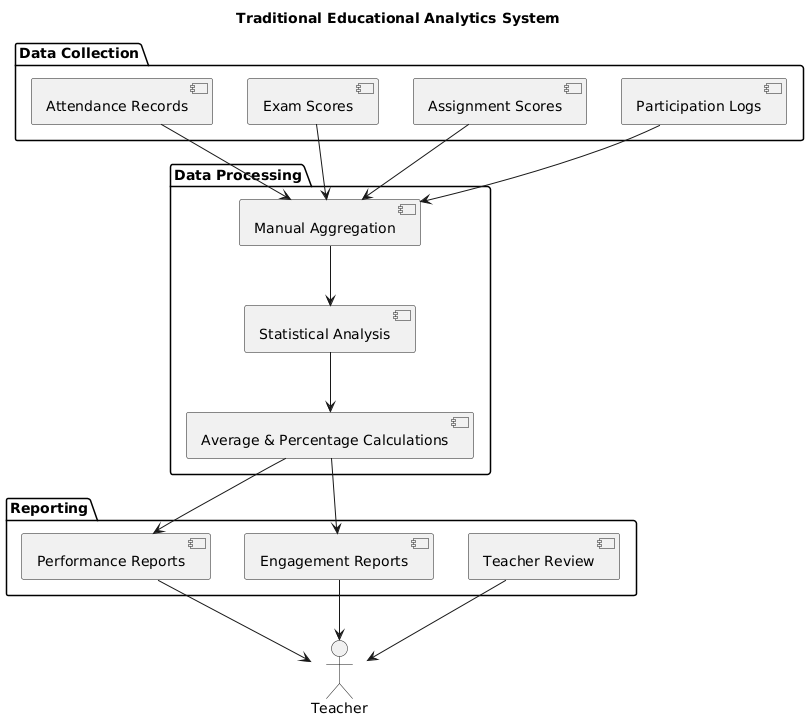 Traditional Educational Analytics System
Data Collection
Attendance Records
Exam Scores
Assignment Scores
Participation Logs
Data Processing
Manual Aggregation
Statistical Analysis
Average & Percentage Calculations
Reporting
Performance Reports
Engagement Reports
Teacher Review
Teacher